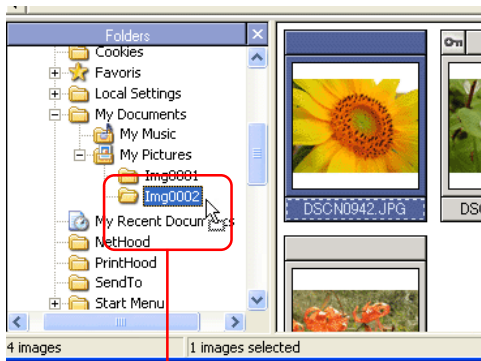 Folders
Cookies
Favoris
Local Settings
My Documents
My Music
My Pictures
Img0001
Img0002
My Recent Documents
NetHood
PrintHood
SendTo
Start Menu
DSCN0942.JPG
DS
4 images
1 images selected